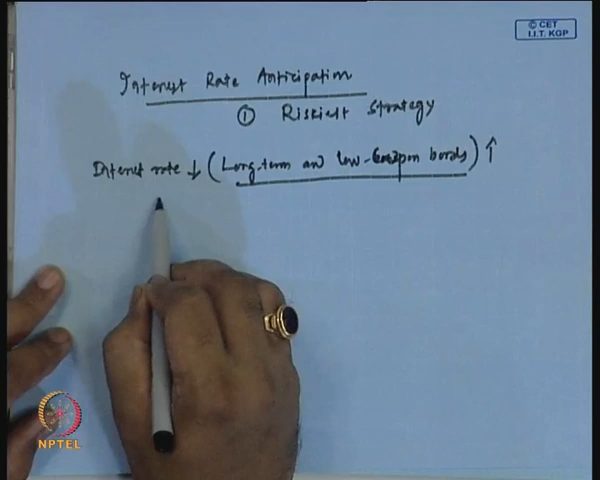 © CET
I.I.T. KGP
Interest Rate Anticipation
① Riskiest Strategy
Interest rate ↓ (Long-term and low-Coupon bonds) ↑
NPTEL